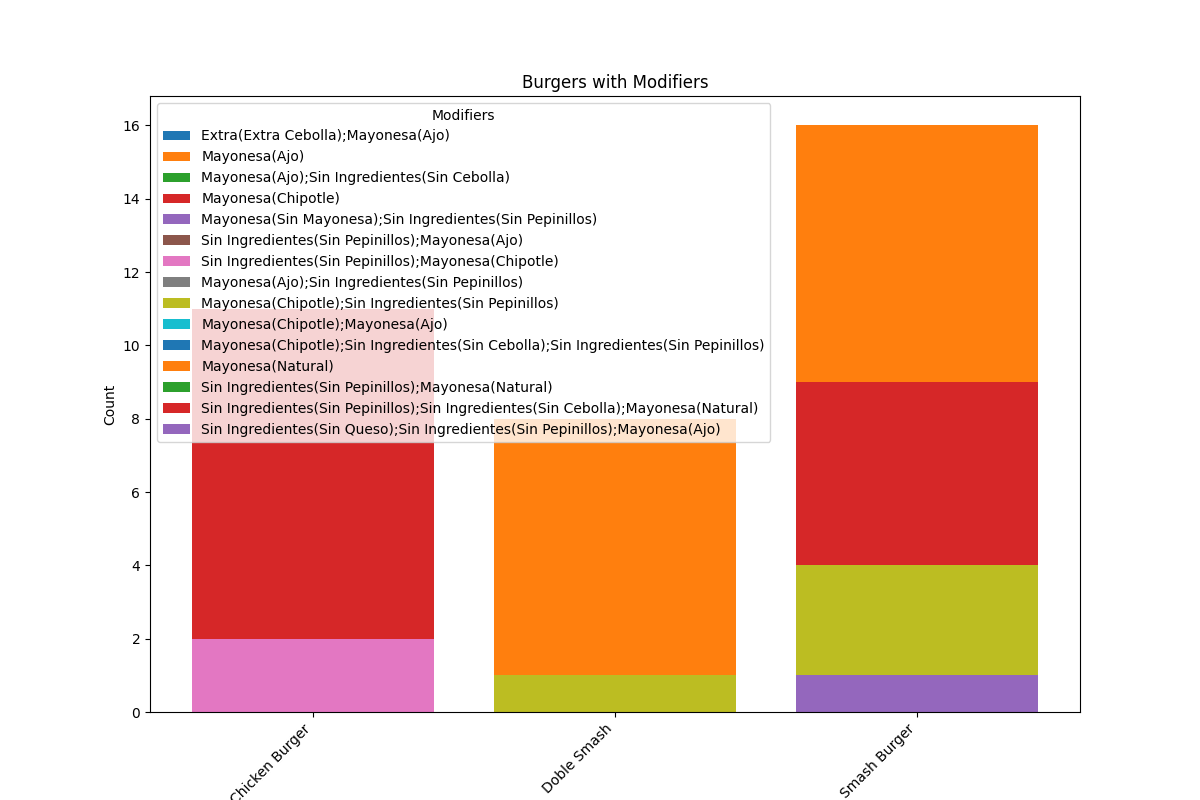 Burgers with Modifiers
Modifiers
Extra(Extra Cebolla);Mayonesa(Ajo)
Mayonesa(Ajo)
Mayonesa(Ajo);Sin Ingredientes(Sin Cebolla)
Mayonesa(Chipotle)
Mayonesa(Sin Mayonesa);Sin Ingredientes(Sin Pepinillos)
Sin Ingredientes(Sin Pepinillos);Mayonesa(Ajo)
Sin Ingredientes(Sin Pepinillos);Mayonesa(Chipotle)
Mayonesa(Ajo);Sin Ingredientes(Sin Pepinillos)
Mayonesa(Chipotle);Sin Ingredientes(Sin Pepinillos)
Mayonesa(Chipotle);Mayonesa(Ajo)
Mayonesa(Chipotle);Sin Ingredientes(Sin Cebolla);Sin Ingredientes(Sin Pepinillos)
Mayonesa(Natural)
Sin Ingredientes(Sin Pepinillos);Mayonesa(Natural)
Sin Ingredientes(Sin Pepinillos);Sin Ingredientes(Sin Cebolla);Mayonesa(Natural)
Sin Ingredientes(Sin Queso);Sin Ingredientes(Sin Pepinillos);Mayonesa(Ajo)
Count
16
14
12
10
8
6
4
2
0
Chicken Burger
Doble Smash
Smash Burger